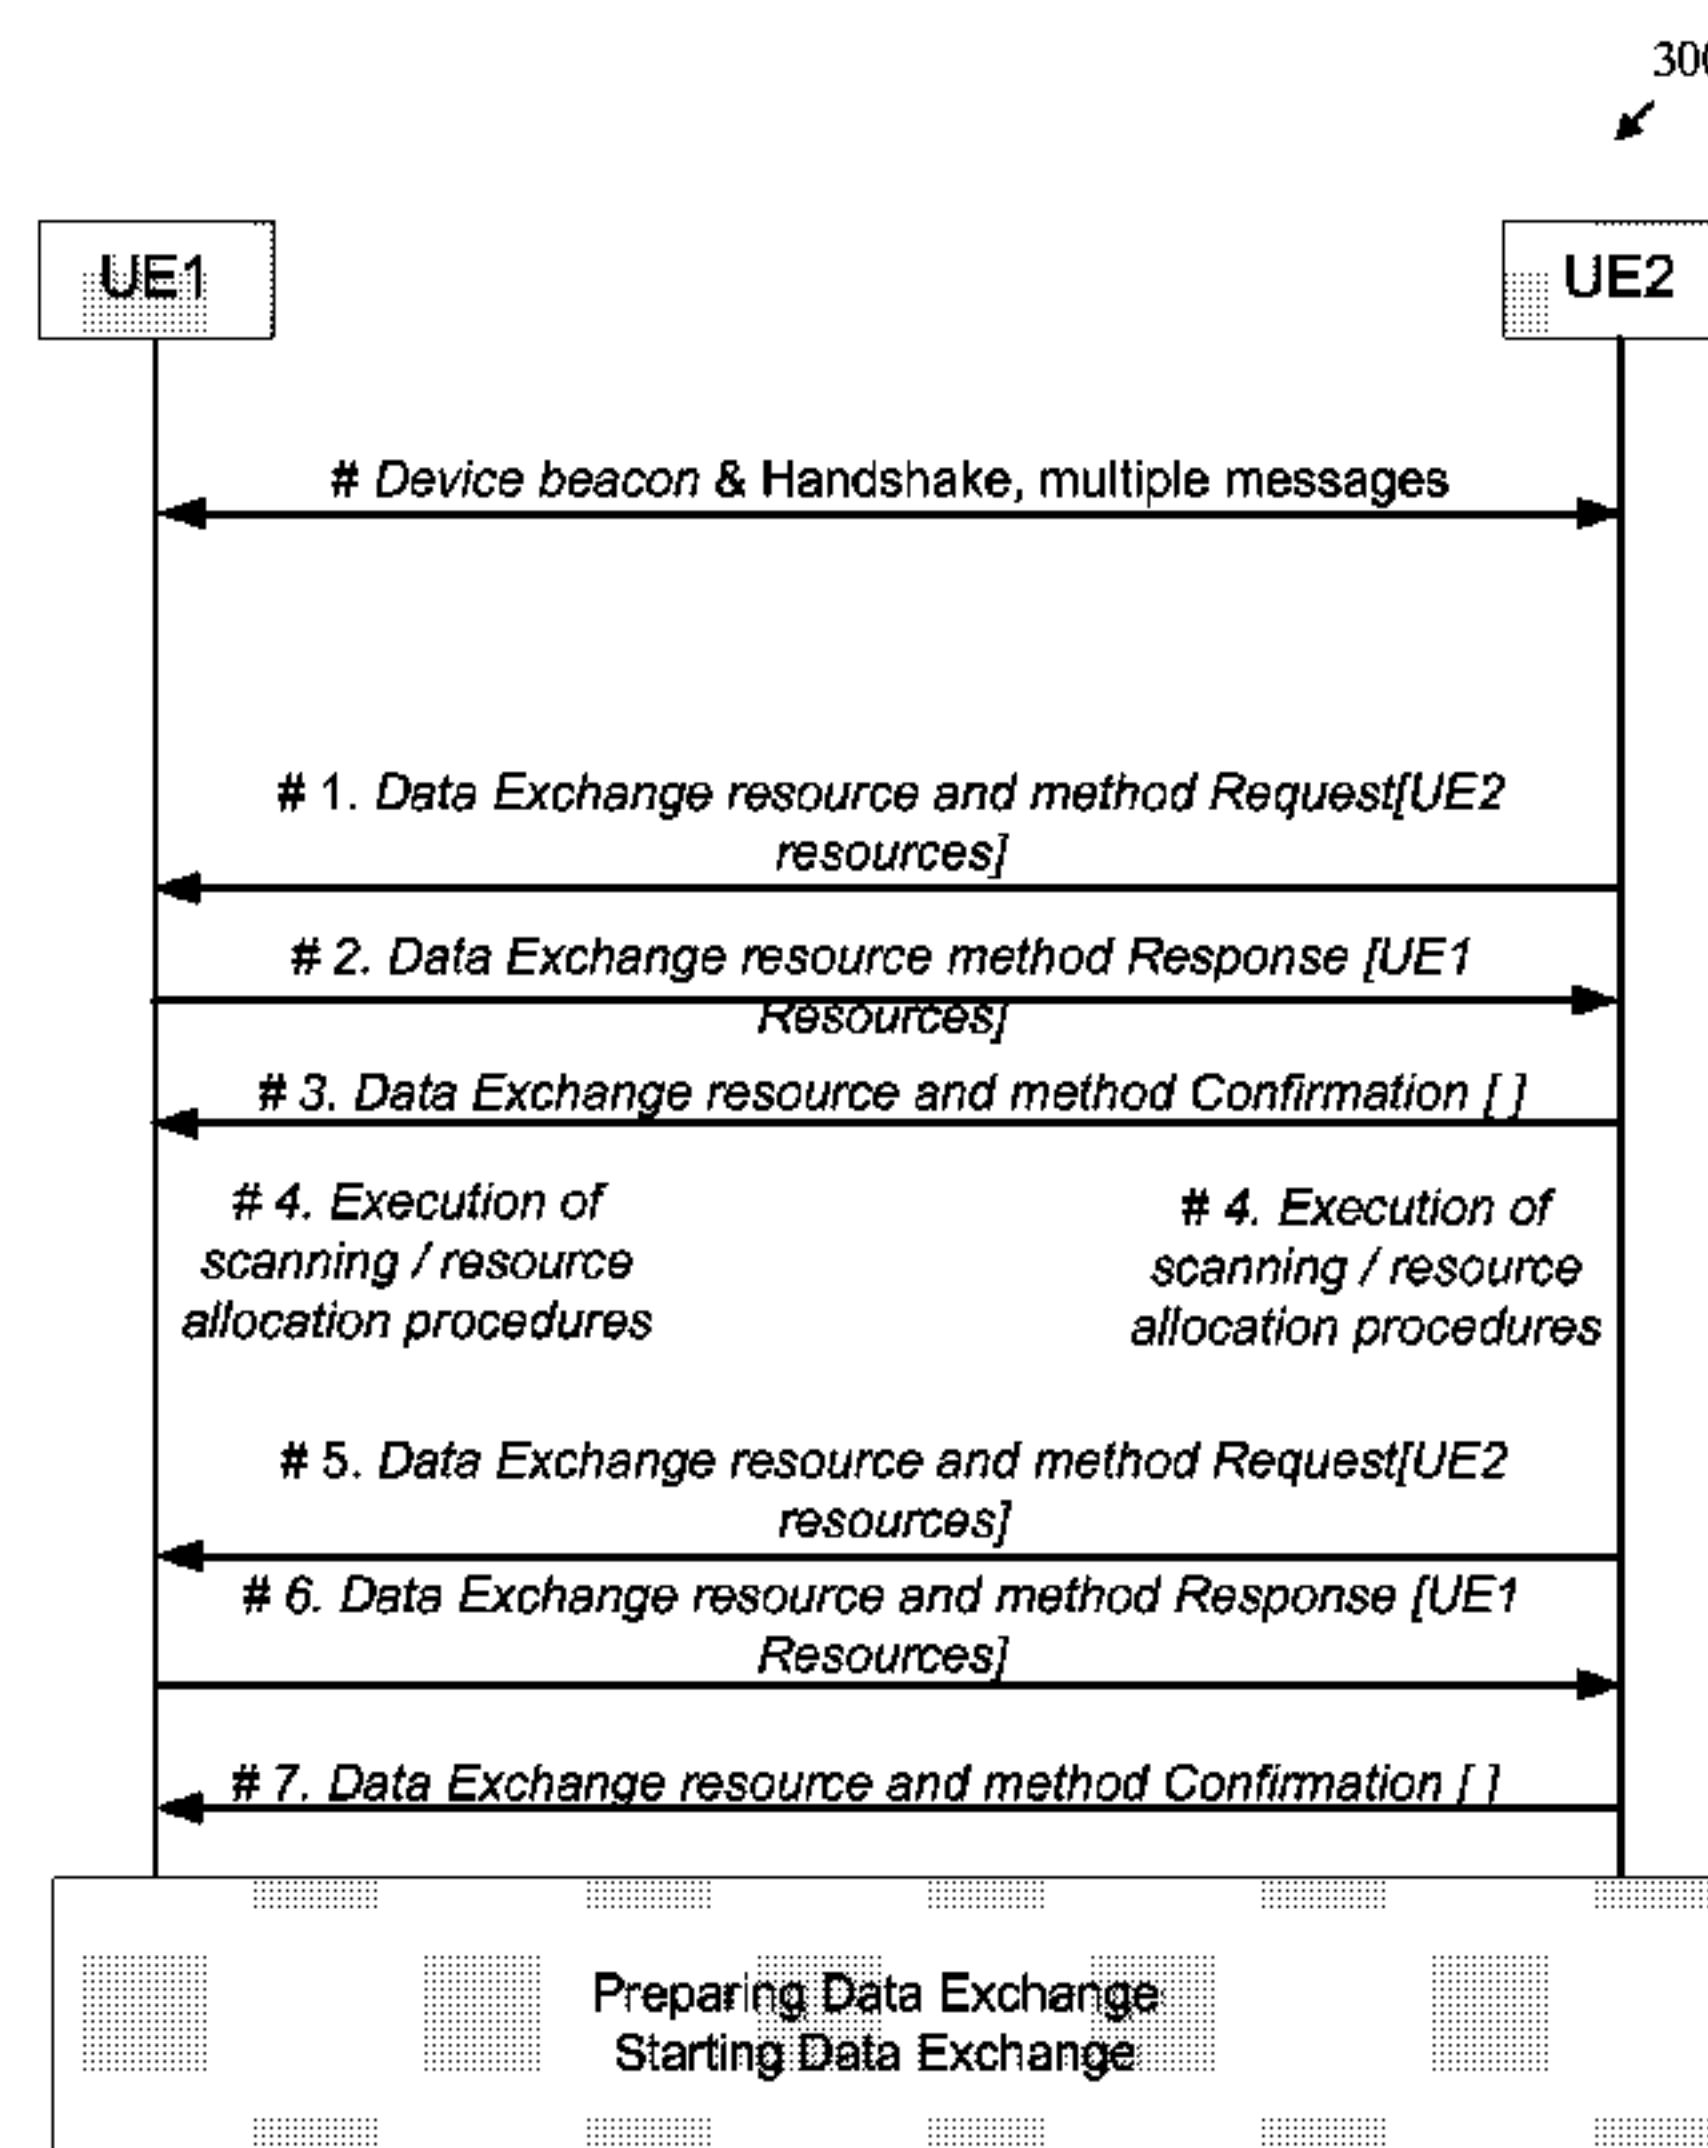 300
UE1
UE2
# Device beacon & Handshake, multiple messages
# 1. Data Exchange resource and method Request[UE2
resources]
# 2. Data Exchange resource method Response [UE1
Resources]
# 3. Data Exchange resource and method Confirmation [ ]
# 4. Execution of
scanning / resource
allocation procedures
# 4. Execution of
scanning / resource
allocation procedures
# 5. Data Exchange resource and method Request[UE2
resources]
# 6. Data Exchange resource and method Response [UE1
Resources]
# 7. Data Exchange resource and method Confirmation [ ]
Preparing Data Exchange
Starting Data Exchange